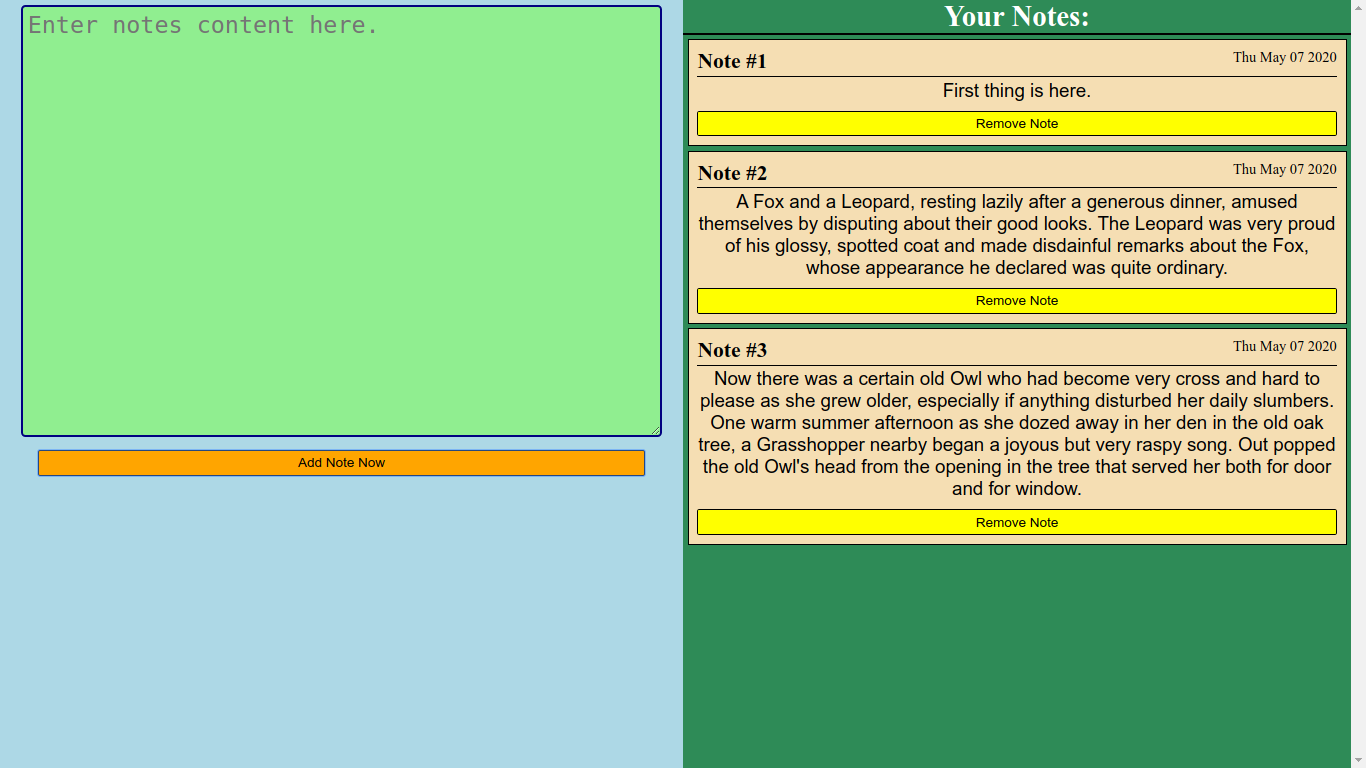 Enter notes content here.
Add Note Now
Your Notes:
Note #1
Thu May 07 2020
First thing is here.
Remove Note
Note #2
Thu May 07 2020
A Fox and a Leopard, resting lazily after a generous dinner, amused
themselves by disputing about their good looks. The Leopard was very proud
of his glossy, spotted coat and made disdainful remarks about the Fox,
whose appearance he declared was quite ordinary.
Remove Note
Note #3
Thu May 07 2020
Now there was a certain old Owl who had become very cross and hard to
please as she grew older, especially if anything disturbed her daily slumbers.
One warm summer afternoon as she dozed away in her den in the old oak
tree, a Grasshopper nearby began a joyous but very raspy song. Out popped
the old Owl's head from the opening in the tree that served her both for door
and for window.
Remove Note